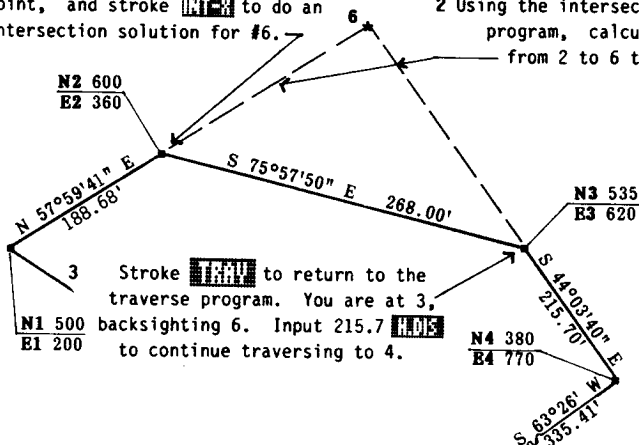 oint, and stroke INT-X to do an
ntersection solution for #6.
6
2 Using the intersec
program, calcu
from 2 to 6 t
N2 600
E2 360
N 57°59'41" E
188.68'
S 75°57'50" E 268.00'
N3 535
E3 620
3 Stroke TRAV to return to the
traverse program. You are at 3,
backsighting 6. Input 215.7 H.DIS
to continue traversing to 4.
N1 500
E1 200
S 44°03'40" E
215.70'
N4 380
E4 770
S 63°26' W
335.41'